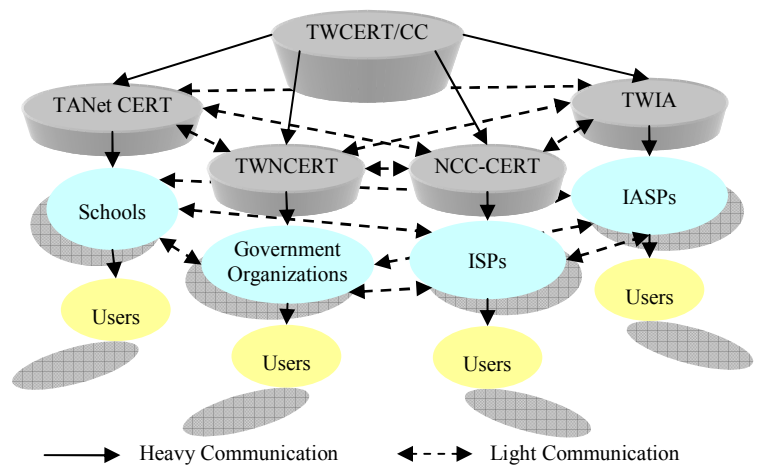 TWCERT/CC
TANet CERT
TWIA
TWNCERT
NCC-CERT
Schools
IASPs
Government
Organizations
ISPs
Users
Users
Users
Users
Heavy Communication
Light Communication